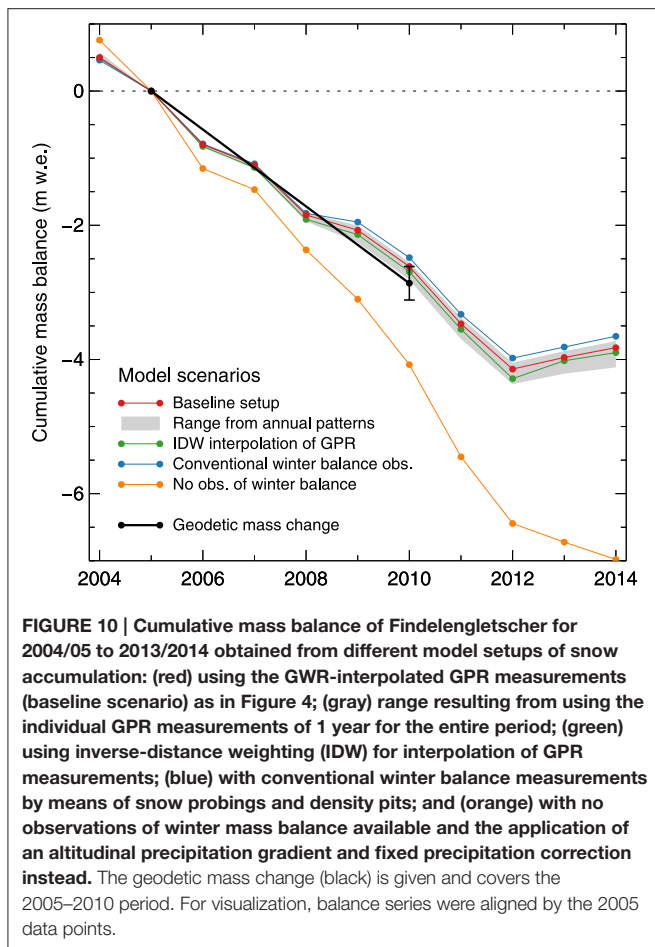 2004
2006
2008
2010
2012
2014
0
−2
−4
−6
Cumulative mass balance (m w.e.)
Model scenarios
Baseline setup
Range from annual patterns
IDW interpolation of GPR
Conventional winter balance obs.
No obs. of winter balance
Geodetic mass change
2004
2006
2008
2010
2012
2014
FIGURE 10 | Cumulative mass balance of Findelengletscher for
2004/05 to 2013/2014 obtained from different model setups of snow
accumulation: (red) using the GWR-interpolated GPR measurements
(baseline scenario) as in Figure 4; (gray) range resulting from using the
individual GPR measurements of 1 year for the entire period; (green)
using inverse-distance weighting (IDW) for interpolation of GPR
measurements; (blue) with conventional winter balance measurements
by means of snow probings and density pits; and (orange) with no
observations of winter mass balance available and the application of
an altitudinal precipitation gradient and fixed precipitation correction
instead. The geodetic mass change (black) is given and covers the
2005–2010 period. For visualization, balance series were aligned by the 2005
data points.